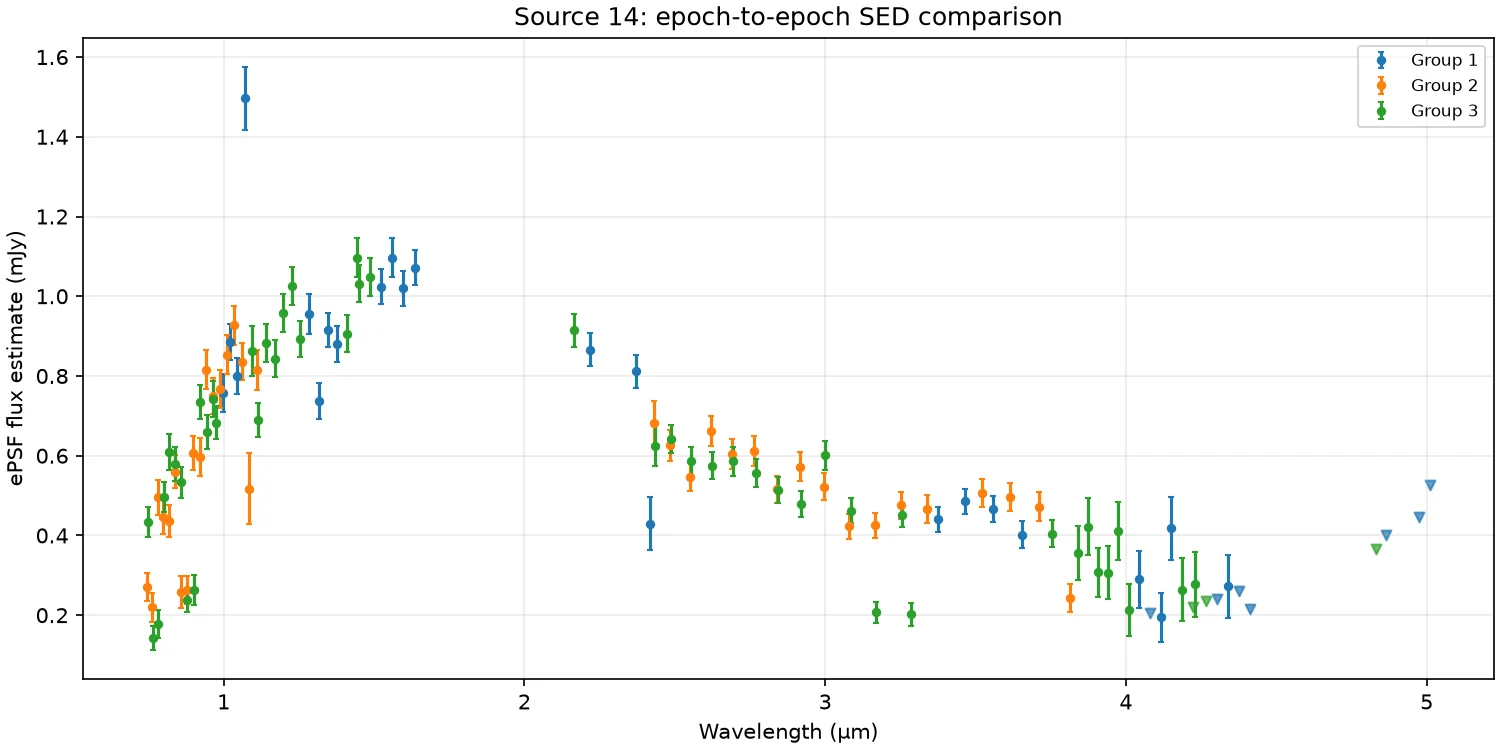 Source 14: epoch-to-epoch SED comparison
ePSF flux estimate (mJy)
1.6
1.4
1.2
1.0
0.8
0.6
0.4
0.2
Group 1
Group 2
Group 3
1 2 3 4 5
Wavelength (μm)